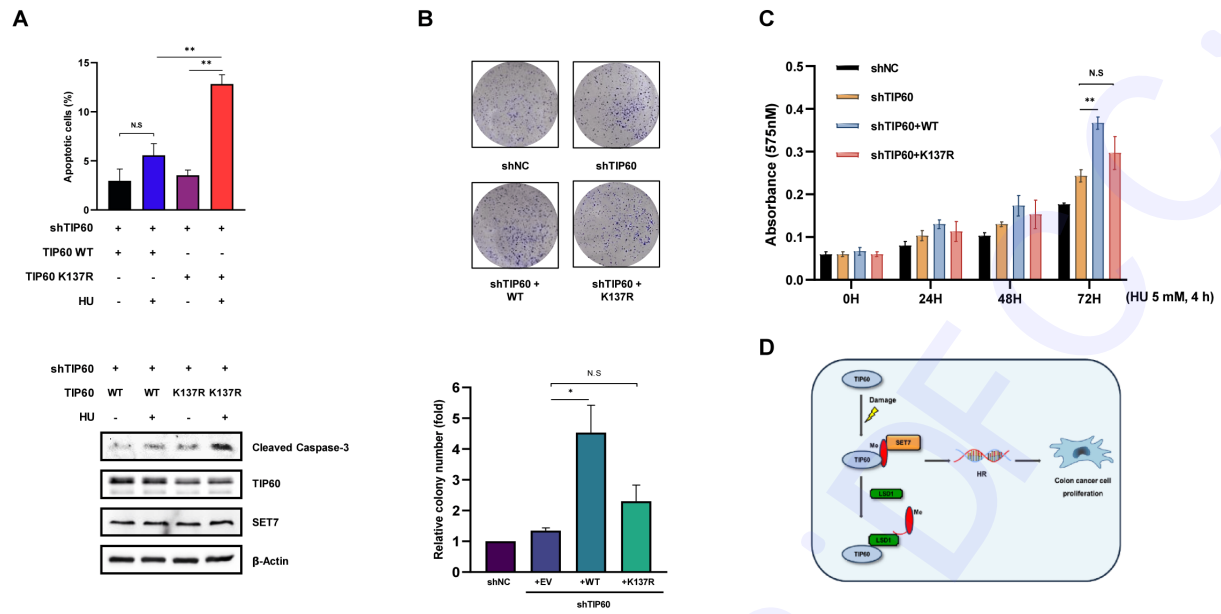 A
**
**
N.S
15
10
5
0
Apoptotic cells (%)
shTIP60 + + + +
TIP60 WT + + - -
TIP60 K137R - - + +
HU - + - +
shTIP60 + + + +
TIP60 WT WT K137R K137R
HU - + - +
Cleaved Caspase-3
TIP60
SET7
β-Actin
B
shNC
shTIP60
shTIP60 +
WT
shTIP60 +
K137R
N.S
*
6
5
4
3
2
1
0
Relative colony number (fold)
shNC +EV +WT +K137R
shTIP60
C
shNC
shTIP60
shTIP60+WT
shTIP60+K137R
N.S
**
0.5
0.4
0.3
0.2
0.1
0.0
Absorbance (575nM)
0H 24H 48H 72H (HU 5 mM, 4 h)
D
TIP60
Damage
Me
SET7
TIP60
HR
Colon cancer cell
proliferation
LSD1
Me
LSD1
TIP60